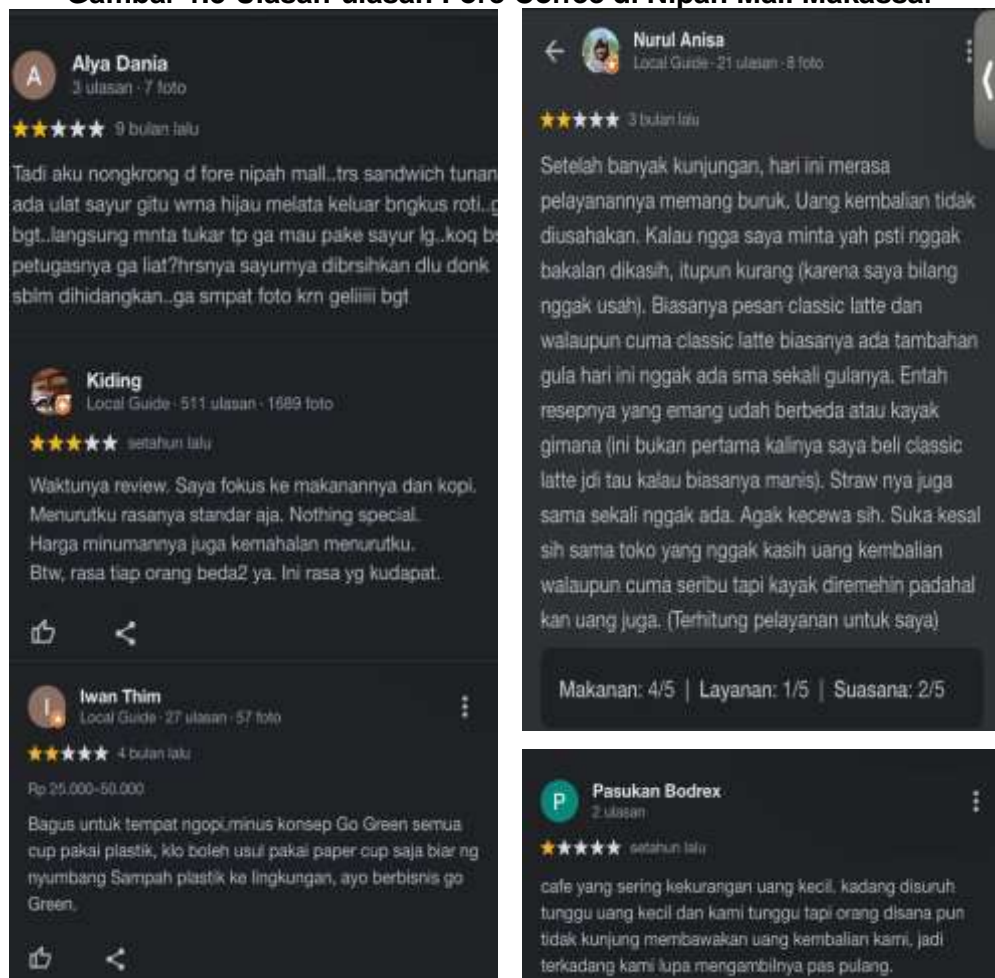 Gambar 1.3 Ulasan-ulasan Fore Coffee di Nipah Mall Makassar
A
Alya Dania
3 ulasan · 7 foto
9 bulan lalu
Tadi aku nongkrong d fore nipah mall..trs sandwich tunan
ada ulat sayur gitu wrna hijau melata keluar bngkus roti..g
bgt..langsung mnta tukar tp ga mau pake sayur lg..koq bs
petugasnya ga liat?hrsnya sayurnya dibrsihkan dlu donk
sblm dihidangkan..ga smpat foto krn geliiii bgt
Kiding
Local Guide · 511 ulasan · 1689 foto
setahun lalu
Waktunya review. Saya fokus ke makanannya dan kopi.
Menurutku rasanya standar aja. Nothing special.
Harga minumannya juga kemahalan menurutku.
Btw, rasa tiap orang beda2 ya. Ini rasa yg kudapat.
I
Iwan Thim
Local Guide · 27 ulasan · 57 foto
4 bulan lalu
Rp 25.000–50.000
Bagus untuk tempat ngopi,minus konsep Go Green semua
cup pakai plastik, klo boleh usul pakai paper cup saja biar ng
nyumbang Sampah plastik ke lingkungan, ayo berbisnis go
Green.
Nurul Anisa
Local Guide · 21 ulasan · 8 foto
3 bulan lalu
Setelah banyak kunjungan, hari ini merasa
pelayanannya memang buruk. Uang kembalian tidak
diusahakan. Kalau ngga saya minta yah psti nggak
bakalan dikasih, itupun kurang (karena saya bilang
nggak usah). Biasanya pesan classic latte dan
walaupun cuma classic latte biasanya ada tambahan
gula hari ini nggak ada sma sekali gulanya. Entah
resepnya yang emang udah berbeda atau kayak
gimana (ini bukan pertama kalinya saya beli classic
latte jdi tau kalau biasanya manis). Straw nya juga
sama sekali nggak ada. Agak kecewa sih. Suka kesal
sih sama toko yang nggak kasih uang kembalian
walaupun cuma seribu tapi kayak diremehin padahal
kan uang juga. (Terhitung pelayanan untuk saya)
Makanan: 4/5 | Layanan: 1/5 | Suasana: 2/5
P
Pasukan Bodrex
2 ulasan
setahun lalu
cafe yang sering kekurangan uang kecil. kadang disuruh
tunggu uang kecil dan kami tunggu tapi orang disana pun
tidak kunjung membawakan uang kembalian kami, jadi
terkadang kami lupa mengambilnya pas pulang.